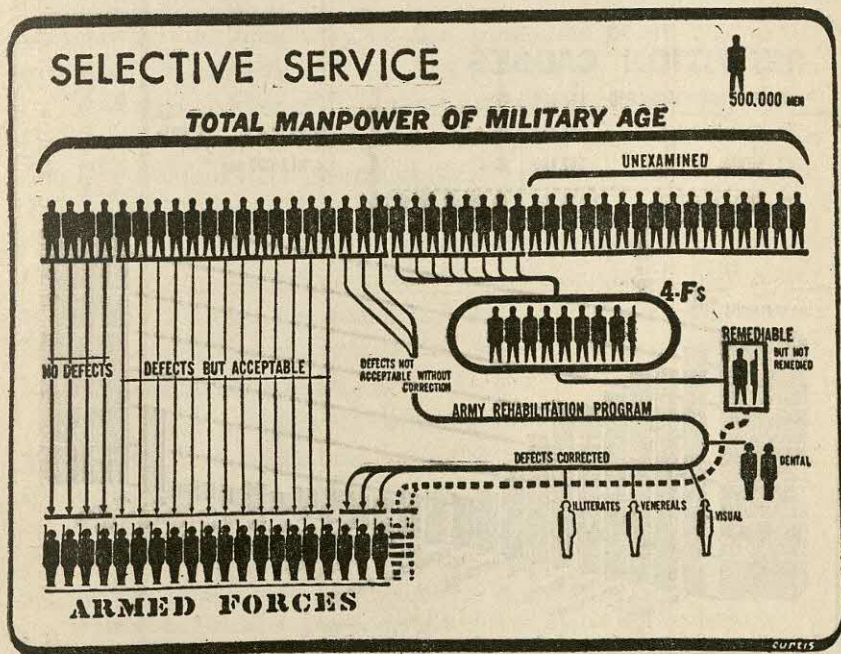 SELECTIVE SERVICE
500,000 MEN
TOTAL MANPOWER OF MILITARY AGE
UNEXAMINED
4-Fs
REMEDIABLE
BUT NOT
REMEDIED
NO DEFECTS
DEFECTS BUT ACCEPTABLE
DEFECTS NOT
ACCEPTABLE WITHOUT
CORRECTION
ARMY REHABILITATION PROGRAM
DEFECTS CORRECTED
DENTAL
ILLITERATES
VENEREALS
VISUAL
ARMED FORCES
CURTIS